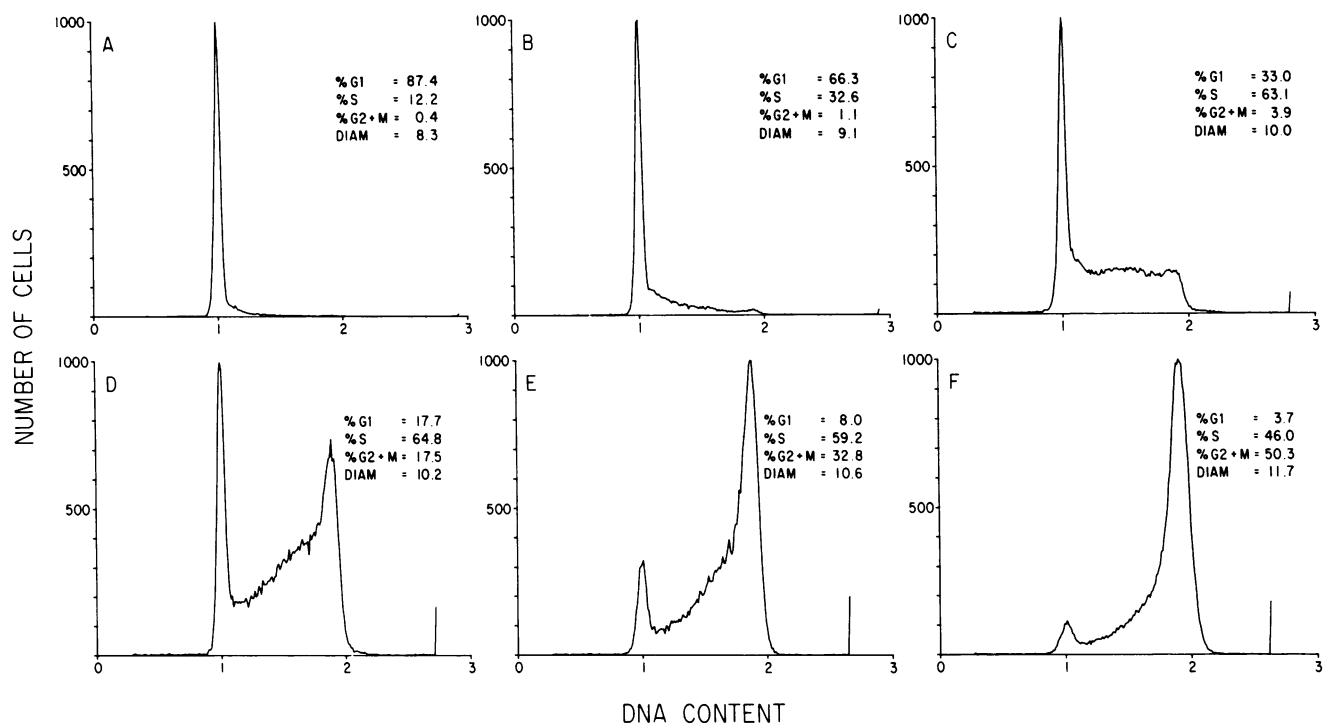 NUMBER OF CELLS
1000
500
A
%G1 = 87.4
%S = 12.2
%G2+M = 0.4
DIAM = 8.3
0 1 2 3
1000
500
B
%G1 = 66.3
%S = 32.6
%G2+M = 1.1
DIAM = 9.1
0 1 2 3
1000
500
C
%G1 = 33.0
%S = 63.1
%G2+M = 3.9
DIAM = 10.0
0 1 2 3
1000
500
D
%G1 = 17.7
%S = 64.8
%G2+M = 17.5
DIAM = 10.2
0 1 2 3
1000
500
E
%G1 = 8.0
%S = 59.2
%G2+M = 32.8
DIAM = 10.6
0 1 2 3
1000
500
F
%G1 = 3.7
%S = 46.0
%G2+M = 50.3
DIAM = 11.7
0 1 2 3
DNA CONTENT